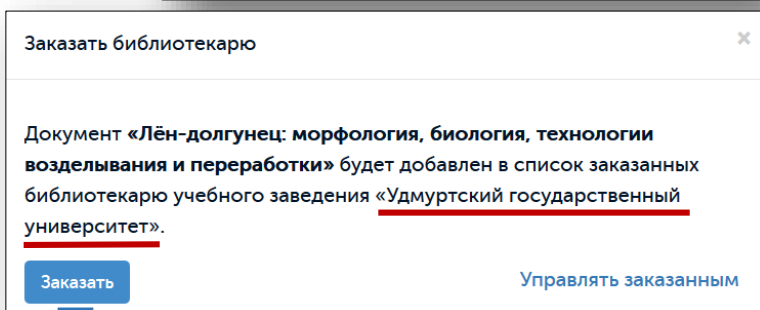 Заказать библиотекарю ×
Документ «Лён-долгунец: морфология, биология, технологии
возделывания и переработки» будет добавлен в список заказанных
библиотекарю учебного заведения «Удмуртский государственный
университет».
Заказать Управлять заказанным